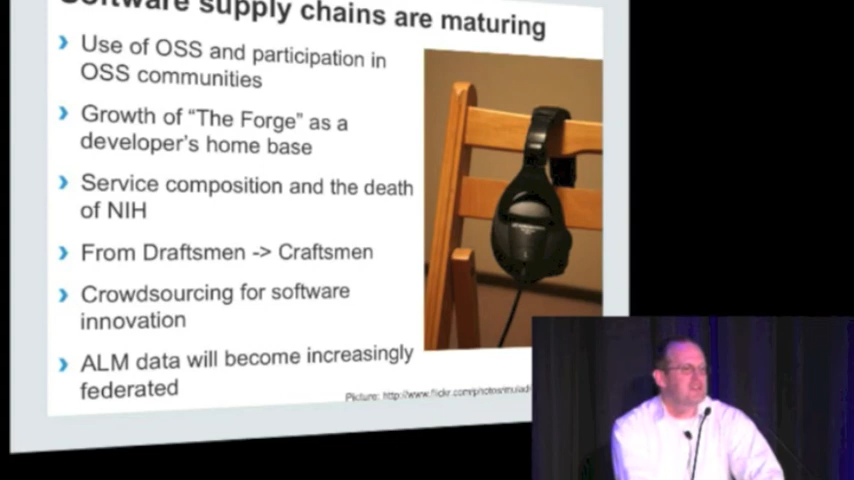 Software supply chains are maturing
› Use of OSS and participation in
OSS communities
› Growth of “The Forge” as a
developer’s home base
› Service composition and the death
of NIH
› From Draftsmen -> Craftsmen
› Crowdsourcing for software
innovation
› ALM data will become increasingly
federated
Picture: http://www.flickr.com/photos/